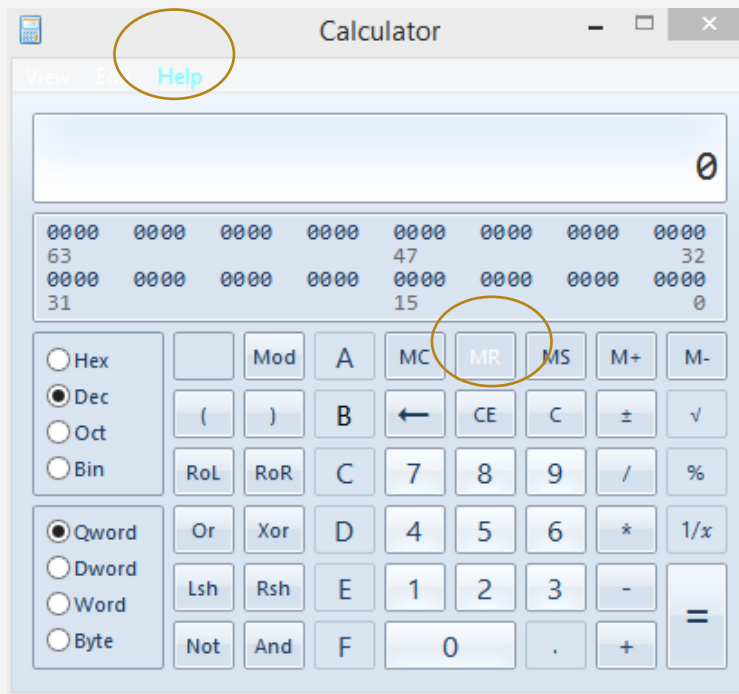 Calculator
View Edit Help
0
0000 0000 0000 0000 0000 0000 0000 0000
63 47 32
0000 0000 0000 0000 0000 0000 0000 0000
31 15 0
Hex Mod A MC MR MS M+ M-
Dec ( ) B ← CE C ± √
Oct
Bin RoL RoR C 7 8 9 / %
Qword Or Xor D 4 5 6 * 1/x
Dword
Word Lsh Rsh E 1 2 3 - =
Byte Not And F 0 . +